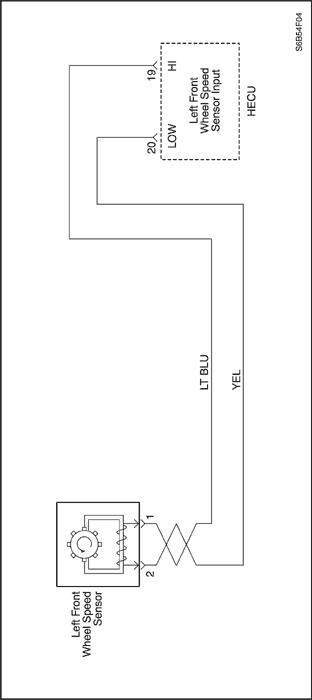 S6B54F04
19
HI
Left Front
Wheel Speed
Sensor Input
20
LOW
HECU
LT BLU
YEL
1
2
Left Front
Wheel Speed
Sensor